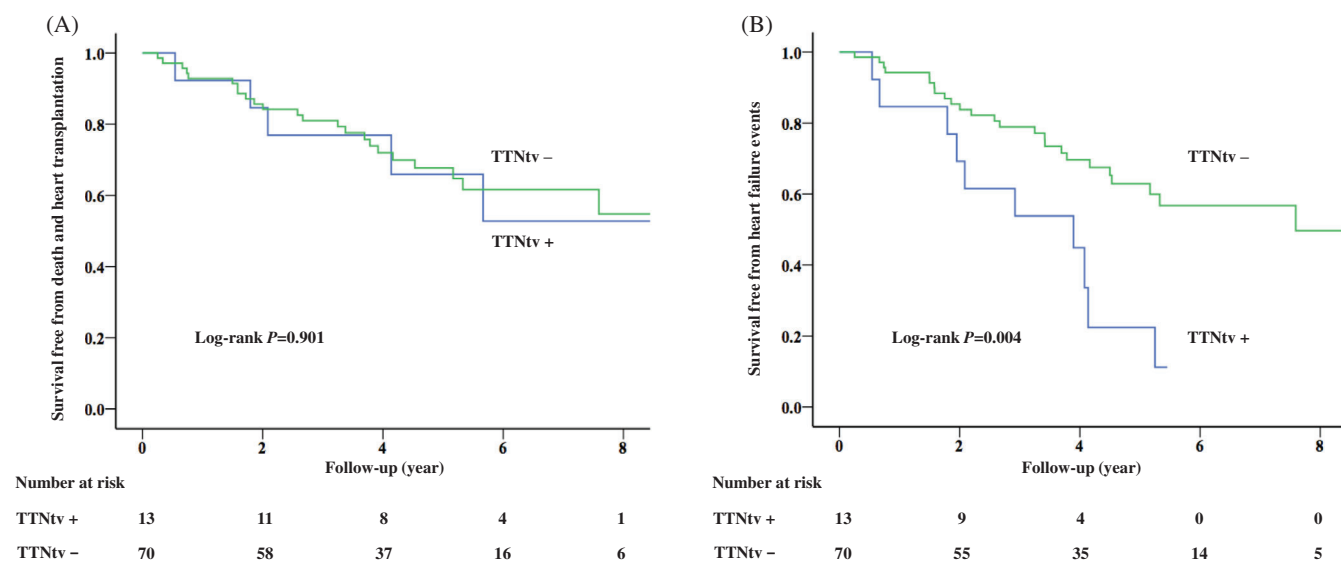 (A)
Survival free from death and heart transplantation
1.0
0.8
0.6
0.4
0.2
0.0
TTNtv –
TTNtv +
Log-rank P=0.901
0 2 4 6 8
Follow-up (year)
Number at risk
TTNtv + 13 11 8 4 1
TTNtv − 70 58 37 16 6
(B)
Survival free from heart failure events
1.0
0.8
0.6
0.4
0.2
0.0
TTNtv –
TTNtv +
Log-rank P=0.004
0 2 4 6 8
Follow-up (year)
Number at risk
TTNtv + 13 9 4 0 0
TTNtv − 70 55 35 14 5